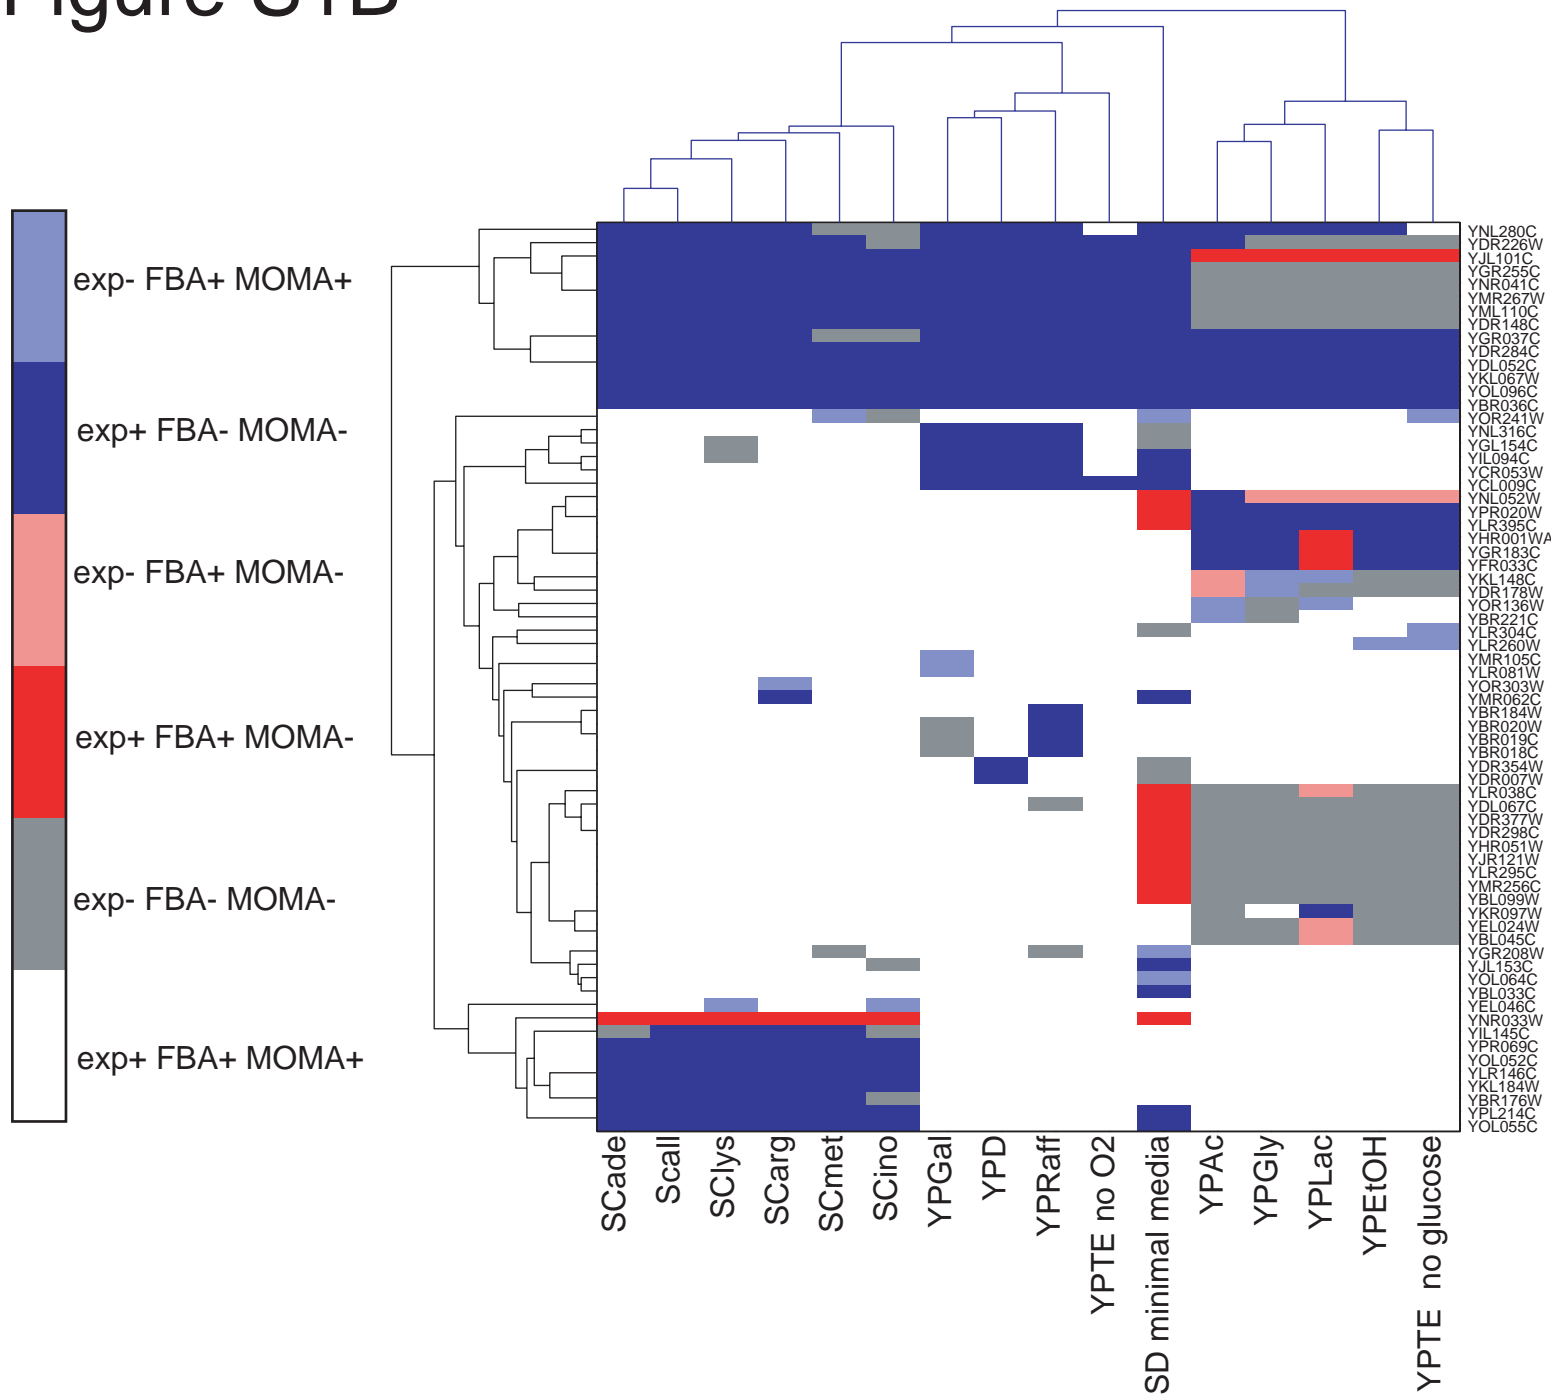 Figure S1B
exp- FBA+ MOMA+
exp+ FBA- MOMA-
exp- FBA+ MOMA-
exp+ FBA+ MOMA-
exp- FBA- MOMA-
exp+ FBA+ MOMA+
YNL280C
YDR226W
YJL101C
YGR255C
YNR041C
YMR267W
YML110C
YDR148C
YGR037C
YDR284C
YDL052C
YKL067W
YOL096C
YBR036C
YOR241W
YNL316C
YGL154C
YIL094C
YCR053W
YCL009C
YNL052W
YPR020W
YLR395C
YHR001WA
YGR183C
YFR033C
YKL148C
YDR178W
YOR136W
YBR221C
YLR304C
YLR260W
YMR105C
YLR081W
YOR303W
YMR062C
YBR184W
YBR020W
YBR019C
YBR018C
YDR354W
YDR007W
YLR038C
YDL067C
YDR377W
YDR298C
YHR051W
YJR121W
YLR295C
YMR256C
YBL099W
YKR097W
YEL024W
YBL045C
YGR208W
YJL153C
YOL064C
YBL033C
YEL046C
YNR033W
YIL145C
YPR069C
YOL052C
YLR146C
YKL184W
YBR176W
YPL214C
YOL055C
SCade
Scall
SClys
SCarg
SCmet
SCino
YPGal
YPD
YPRaff
YPTE no O2
SD minimal media
YPAc
YPGly
YPLac
YPEtOH
YPTE no glucose